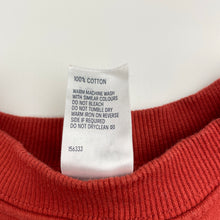 100% COTTON
WARM MACHINE WASH
WITH SIMILAR COLOURS
DO NOT BLEACH
DO NOT TUMBLE DRY
WARM IRON ON REVERSE
SIDE IF REQUIRED
DO NOT DRYCLEAN